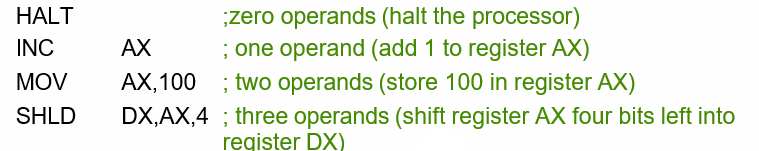 HALT ;zero operands (halt the processor)
INC AX ; one operand (add 1 to register AX)
MOV AX,100 ; two operands (store 100 in register AX)
SHLD DX,AX,4 ; three operands (shift register AX four bits left into
register DX)